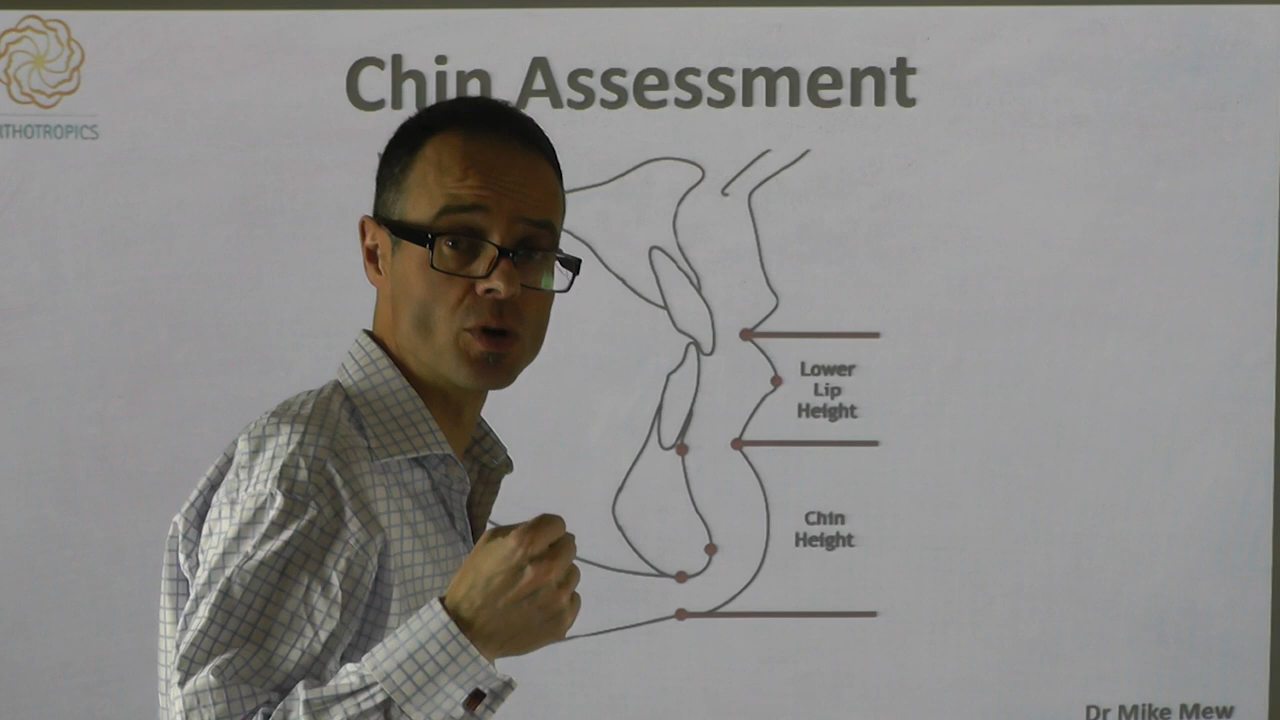 Chin Assessment
RTHOTROPICS
Lower
Lip
Height
Chin
Height
Dr Mike Mew